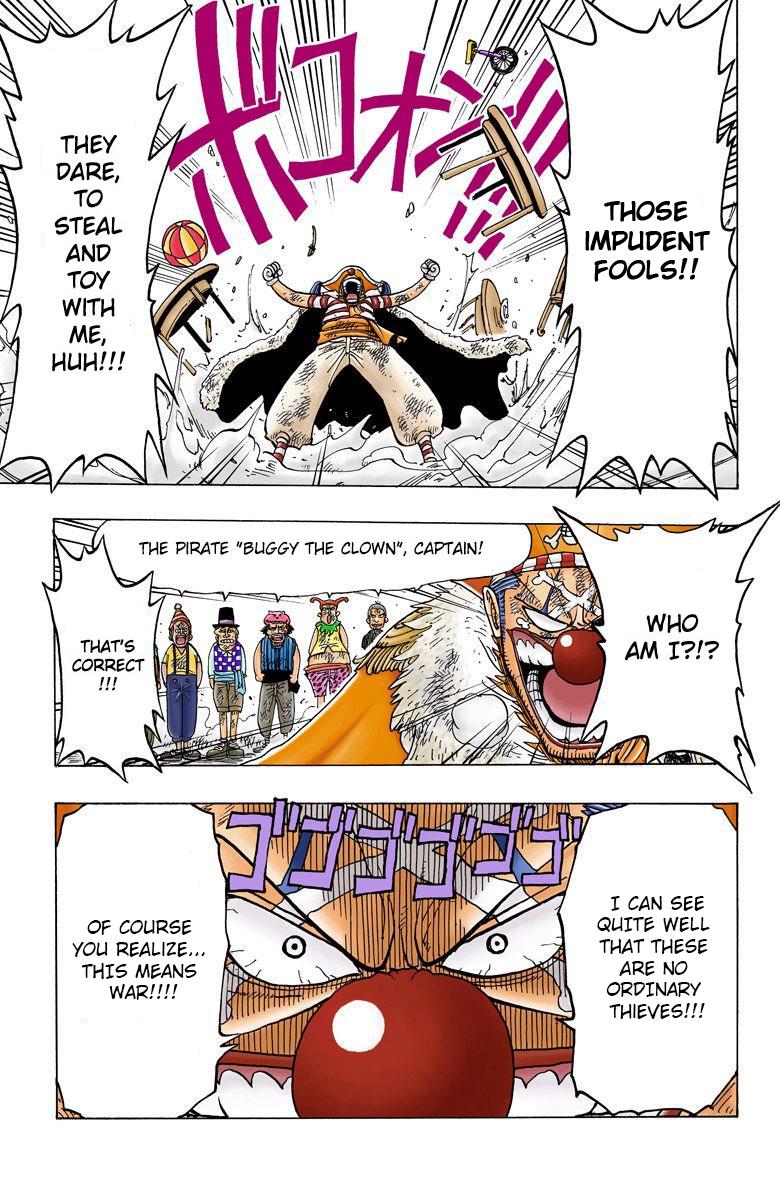 THOSE
IMPUDENT
FOOLS!!
ボコオン!!!
THEY
DARE,
TO
STEAL
AND
TOY
WITH
ME,
HUH!!!
WHO
AM I?!?
THE PIRATE "BUGGY THE CLOWN", CAPTAIN!
THAT'S
CORRECT
!!!
I CAN SEE
QUITE WELL
THAT THESE
ARE NO
ORDINARY
THIEVES!!!
ゴゴゴゴゴゴ
OF COURSE
YOU REALIZE...
THIS MEANS
WAR!!!!